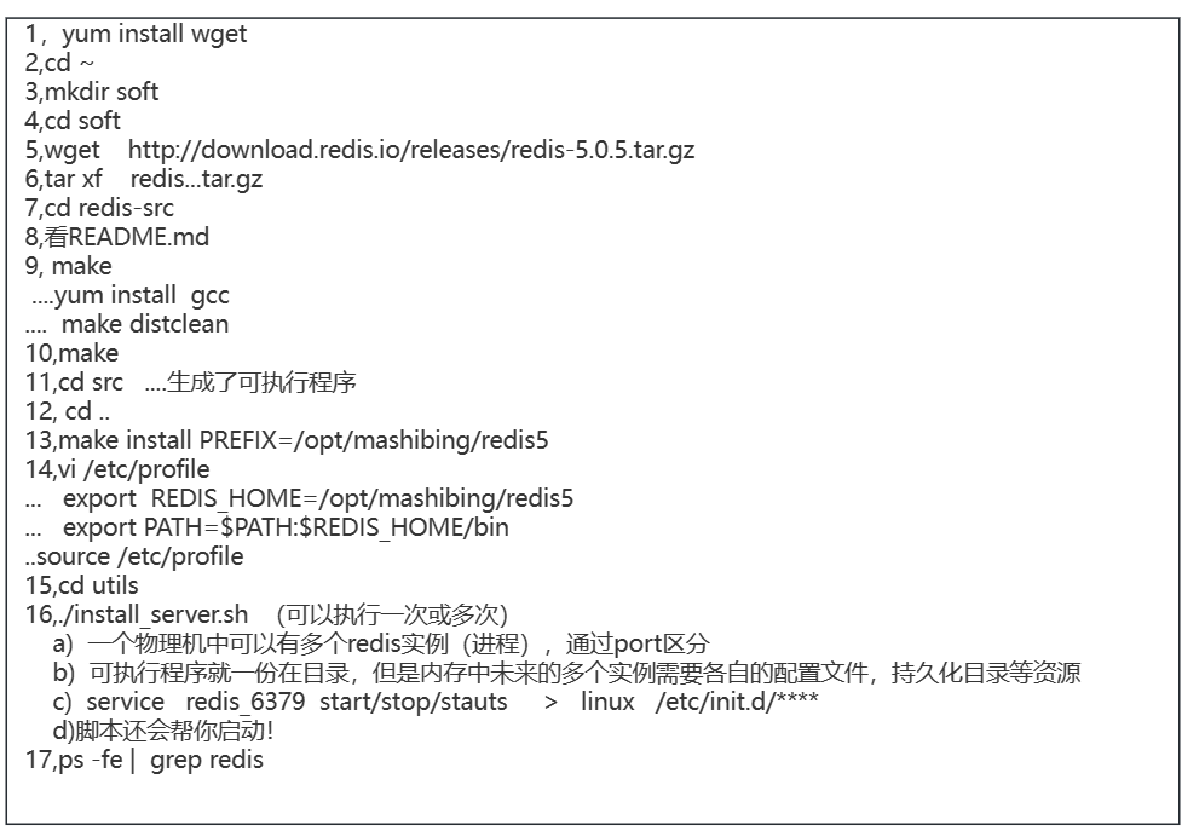 1，yum install wget
2,cd ~
3,mkdir soft
4,cd soft
5,wget    http://download.redis.io/releases/redis-5.0.5.tar.gz
6,tar xf    redis...tar.gz
7,cd redis-src
8,看README.md
9, make
....yum install  gcc
....  make distclean
10,make
11,cd src   ....生成了可执行程序
12, cd ..
13,make install PREFIX=/opt/mashibing/redis5
14,vi /etc/profile
...   export  REDIS_HOME=/opt/mashibing/redis5
...   export PATH=$PATH:$REDIS_HOME/bin
..source /etc/profile
15,cd utils
16,./install_server.sh  （可以执行一次或多次）
a)  一个物理机中可以有多个redis实例（进程），通过port区分
b)  可执行程序就一份在目录，但是内存中未来的多个实例需要各自的配置文件，持久化目录等资源
c)  service   redis_6379  start/stop/stauts     >   linux   /etc/init.d/****
d)脚本还会帮你启动！
17,ps -fe |  grep redis